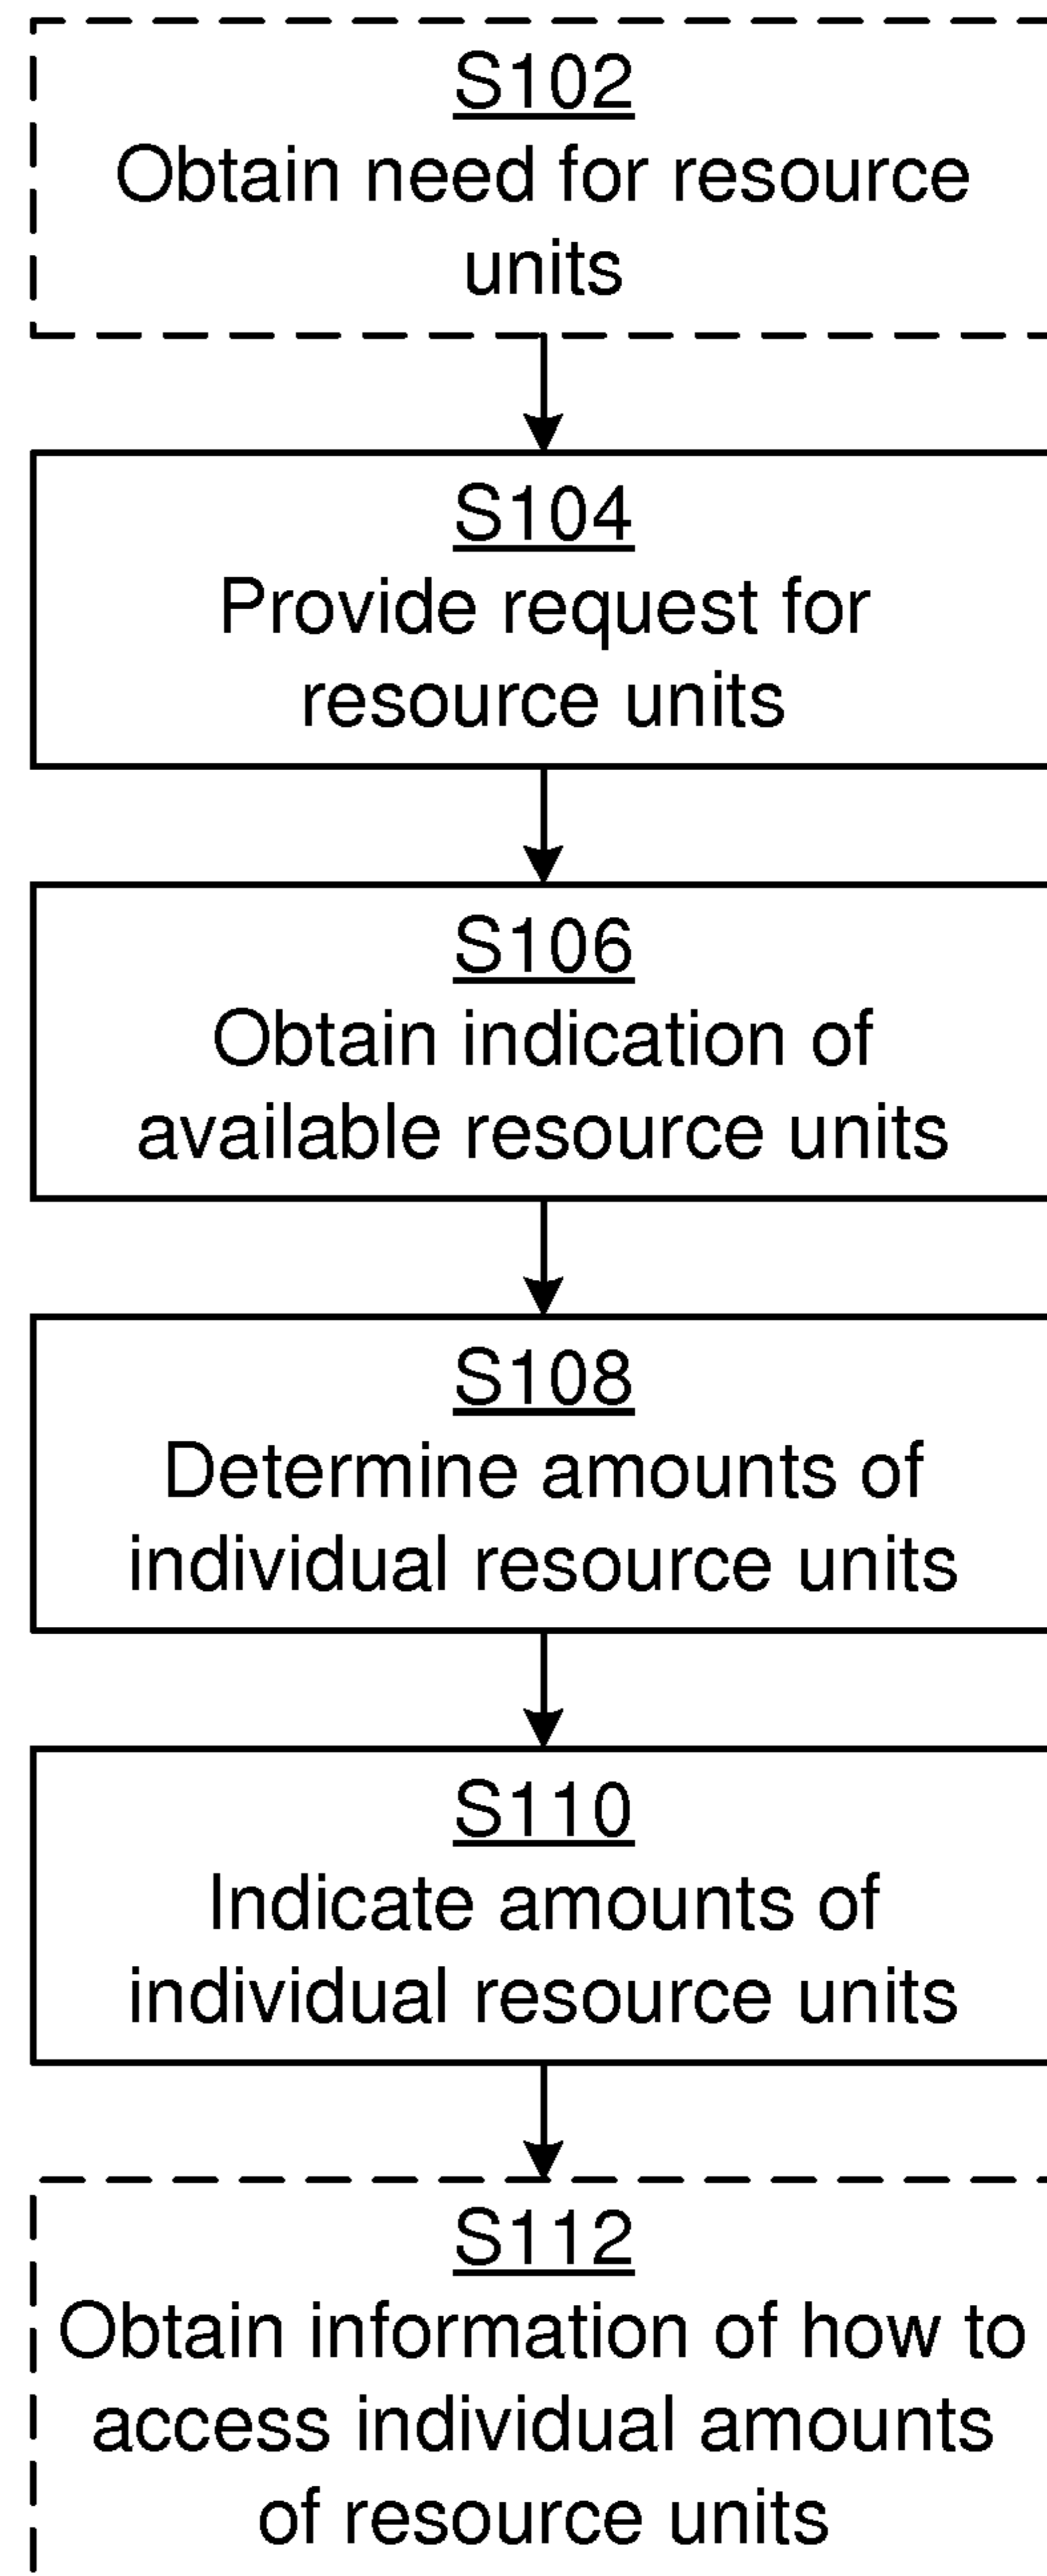 S102
Obtain need for resource
units
S104
Provide request for
resource units
S106
Obtain indication of
available resource units
S108
Determine amounts of
individual resource units
S110
Indicate amounts of
individual resource units
S112
Obtain information of how to
access individual amounts
of resource units